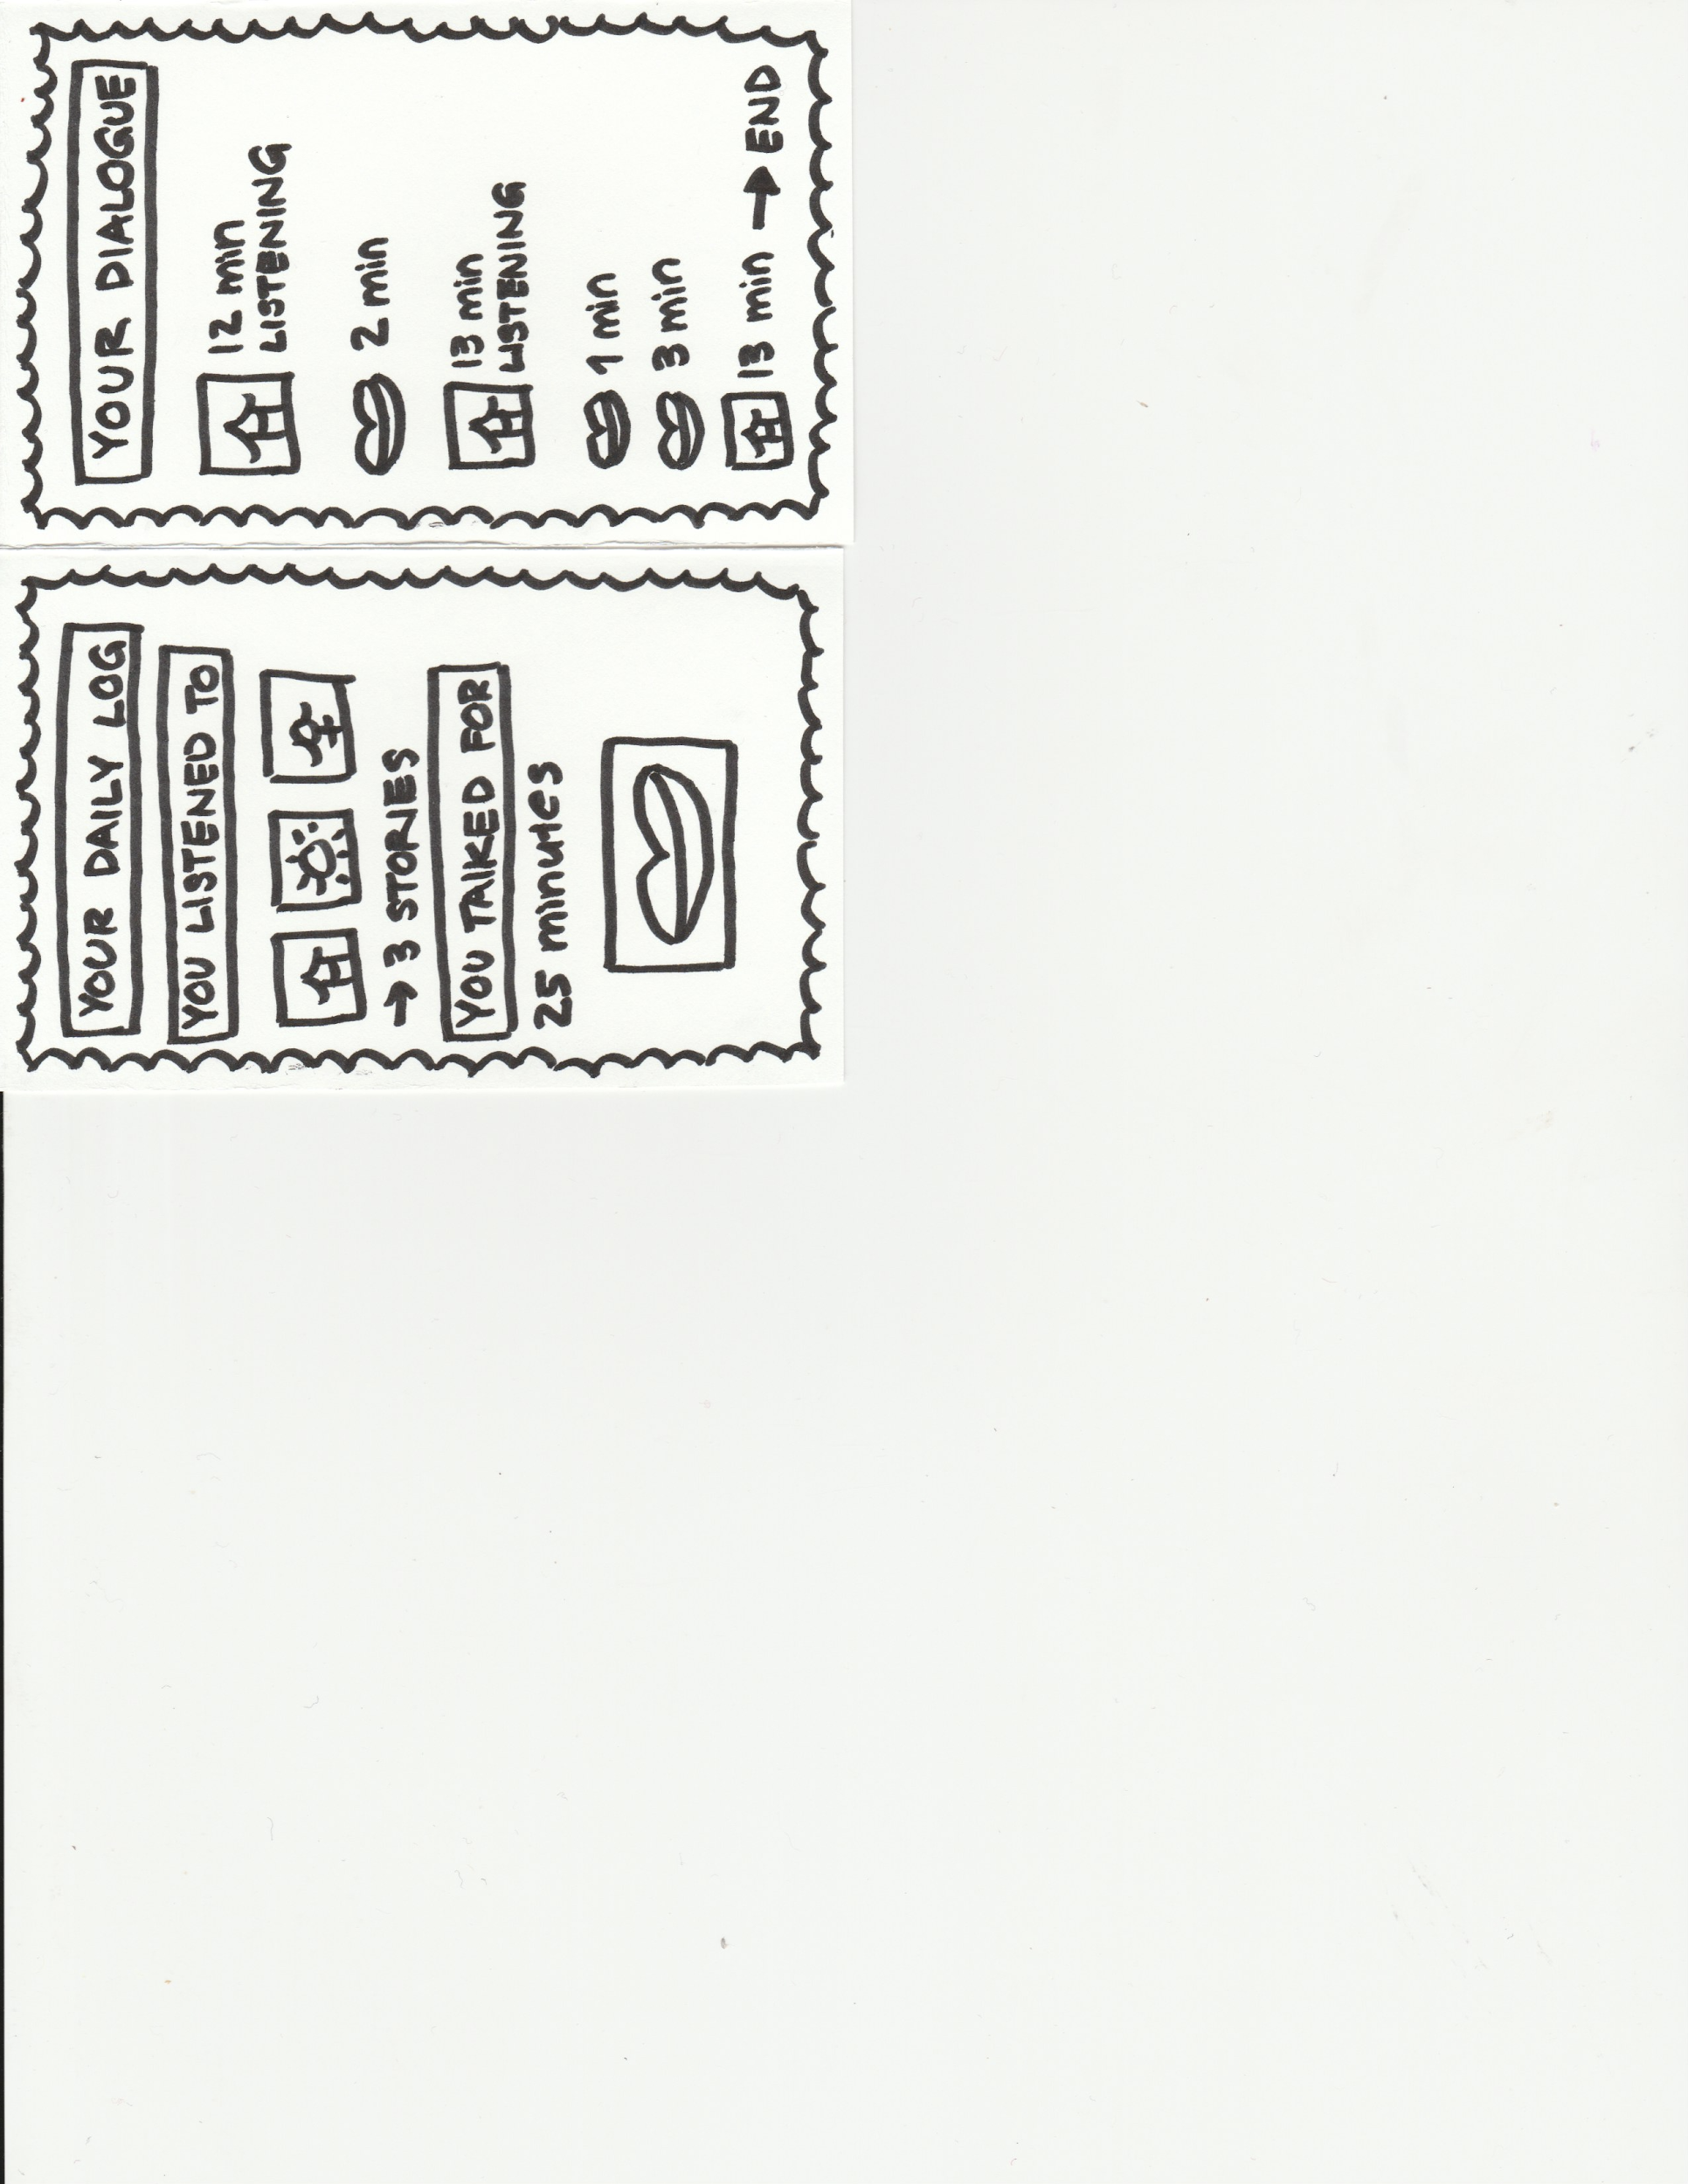 YOUR DIALOGUE
12 min
LISTENING
2 min
13 min
LISTENING
1 min
3 min
13 min → END
YOUR DAILY LOG
YOU LISTENED TO
→ 3 STORIES
YOU TALKED FOR
25 minutes